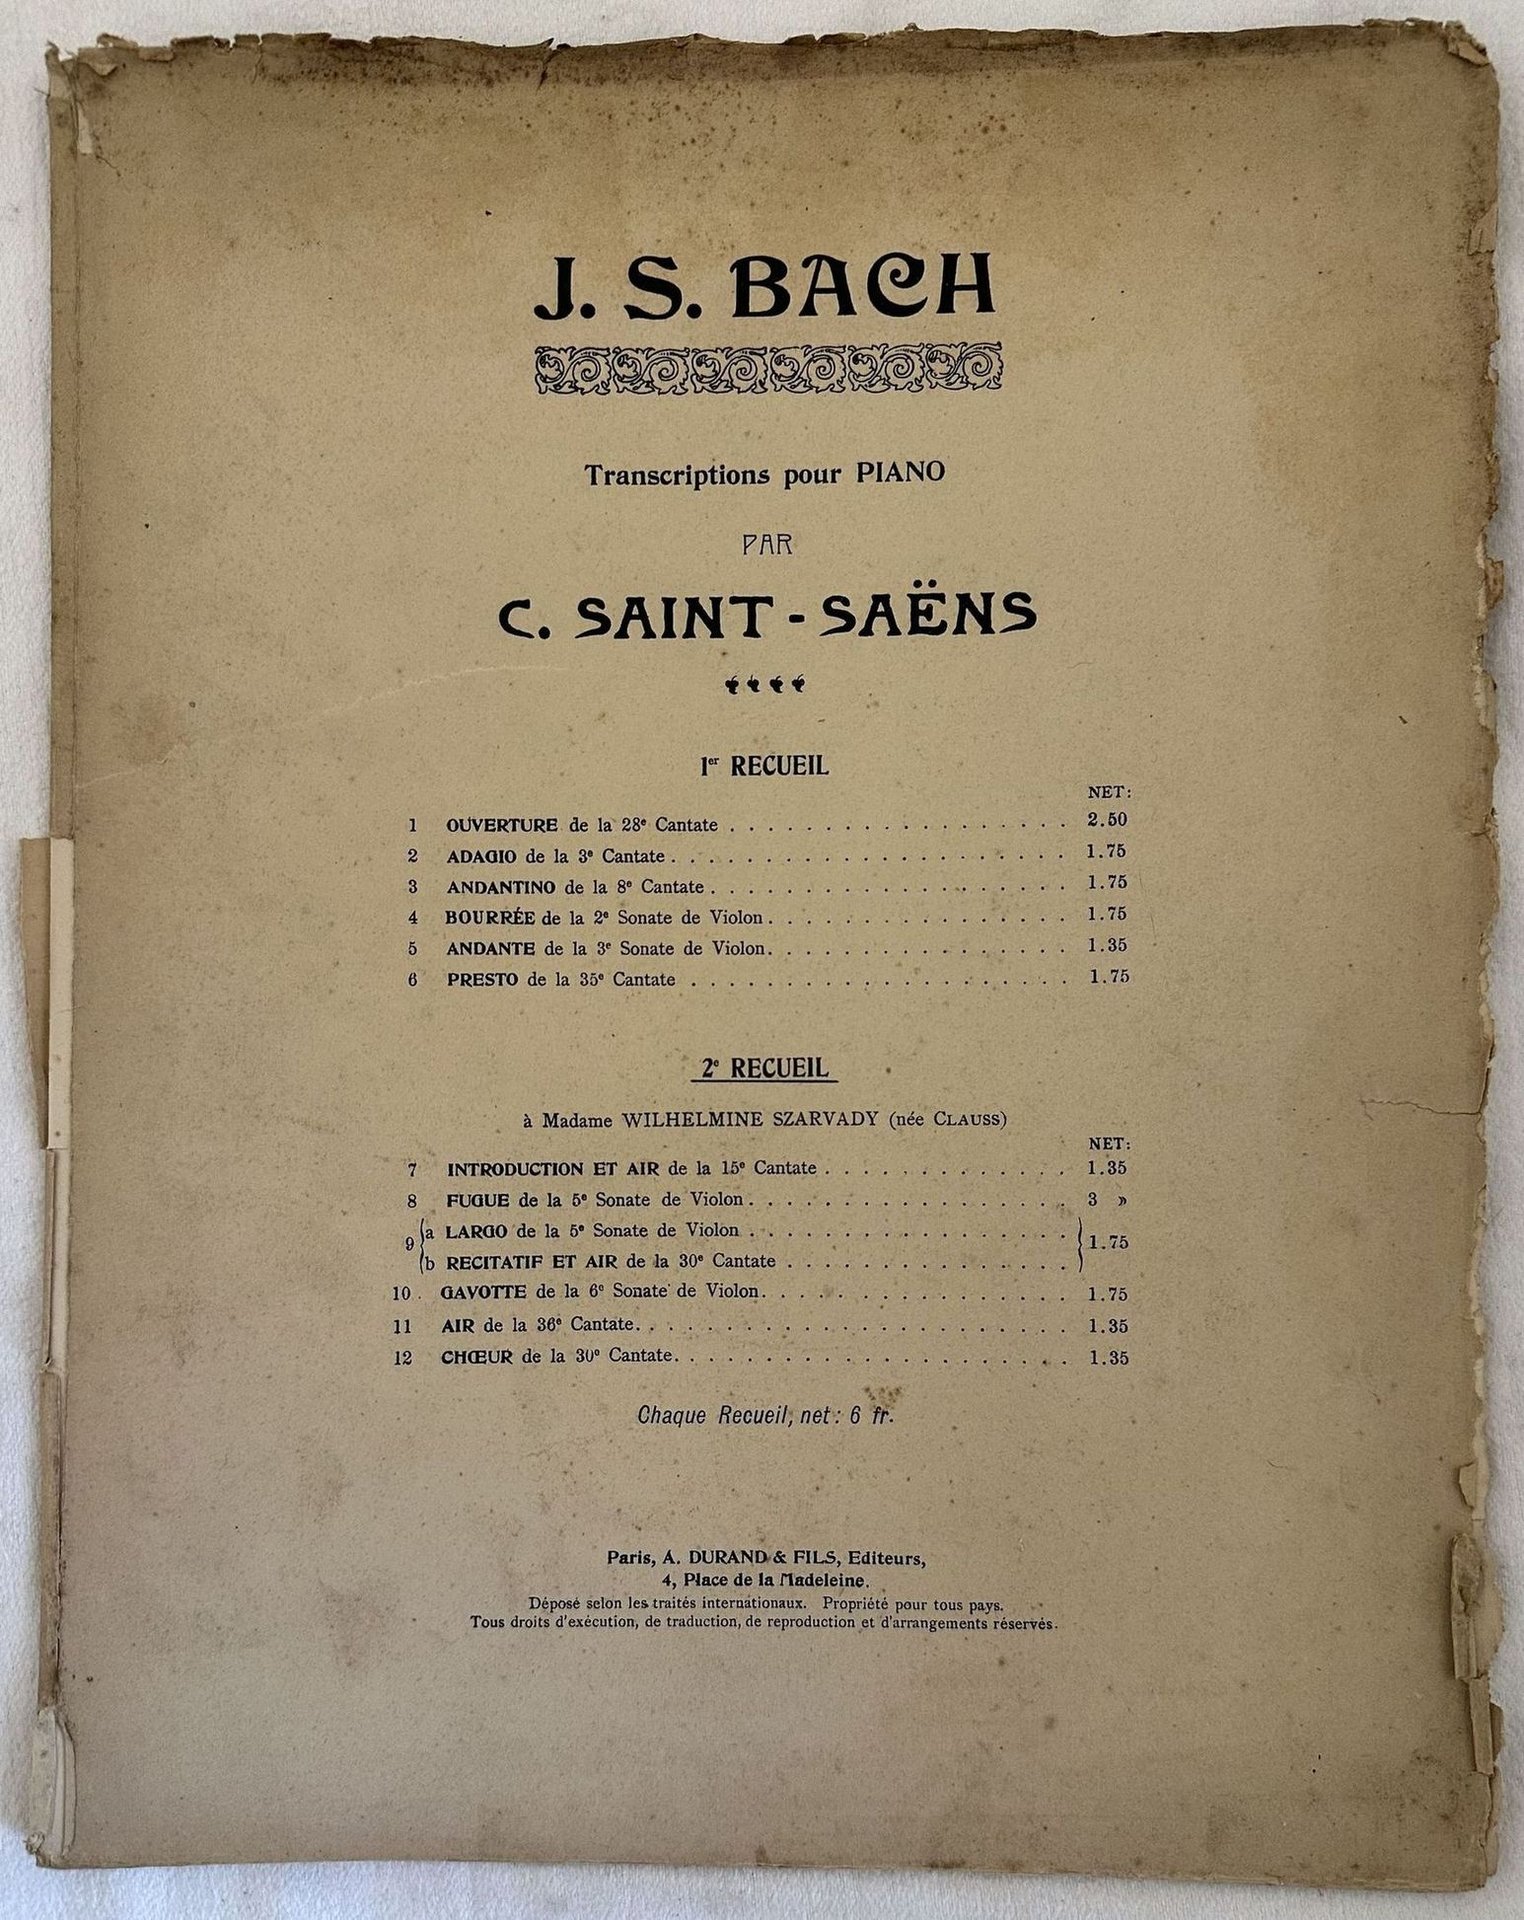 J. S. BACH
Transcriptions pour PIANO
PAR
C. SAINT-SAËNS
1er RECUEIL
NET:
1 OUVERTURE de la 28e Cantate . . . . . . . . . . . . . . . . . . 2.50
2 ADAGIO de la 3e Cantate . . . . . . . . . . . . . . . . . . . . . 1.75
3 ANDANTINO de la 8e Cantate . . . . . . . . . . . . . . . . . . . 1.75
4 BOURRÉE de la 2e Sonate de Violon . . . . . . . . . . . . . . . . 1.75
5 ANDANTE de la 3e Sonate de Violon . . . . . . . . . . . . . . . . 1.35
6 PRESTO de la 35e Cantate . . . . . . . . . . . . . . . . . . . . 1.75
2e RECUEIL
à Madame WILHELMINE SZARVADY (née CLAUSS)
NET:
7 INTRODUCTION ET AIR de la 15e Cantate . . . . . . . . . . . . . 1.35
8 FUGUE de la 5e Sonate de Violon . . . . . . . . . . . . . . . . . 3 »
9 a LARGO de la 5e Sonate de Violon . . . . . . . . . . . . . . . . . 1.75
b RECITATIF ET AIR de la 30e Cantate . . . . . . . . . . . . . . .
10. GAVOTTE de la 6e Sonate de Violon . . . . . . . . . . . . . . . . 1.75
11 AIR de la 36e Cantate . . . . . . . . . . . . . . . . . . . . . . . 1.35
12 CHŒUR de la 30e Cantate . . . . . . . . . . . . . . . . . . . . . 1.35
Chaque Recueil, net: 6 fr.
Paris, A. DURAND & FILS, Editeurs,
4, Place de la Madeleine.
Déposé selon les traités internationaux. Propriété pour tous pays.
Tous droits d'exécution, de traduction, de reproduction et d'arrangements réservés.